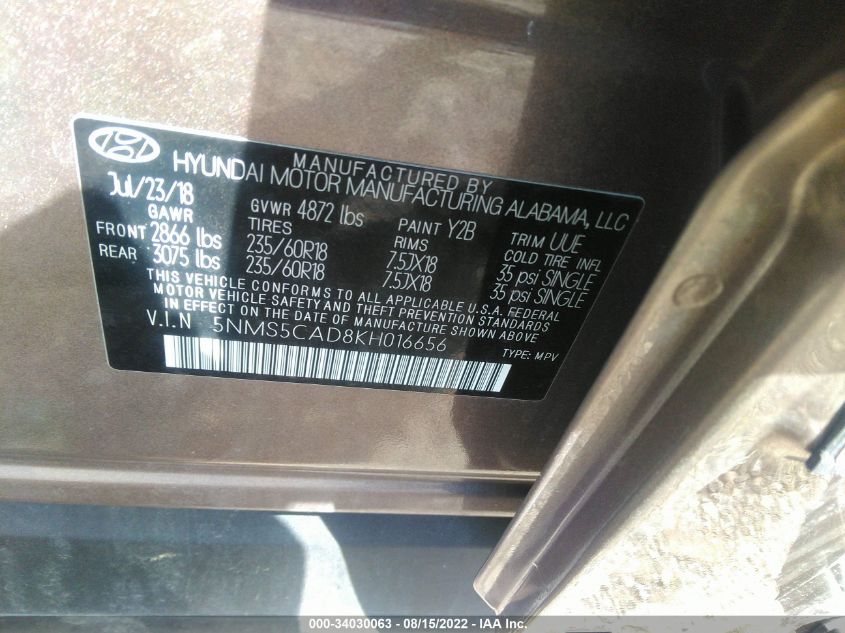 MANUFACTURED BY
HYUNDAI MOTOR MANUFACTURING ALABAMA, LLC
Jul/23/18 GVWR 4872 lbs PAINT Y2B TRIM UUF
GAWR TIRES RIMS COLD TIRE INFL
FRONT 2866 lbs 235/60R18 7.5JX18 35 psi SINGLE
REAR 3075 lbs 235/60R18 7.5JX18 35 psi SINGLE
THIS VEHICLE CONFORMS TO ALL APPLICABLE U.S.A. FEDERAL
MOTOR VEHICLE SAFETY AND THEFT PREVENTION STANDARDS
IN EFFECT ON THE DATE OF MANUFACTURE SHOWN ABOVE
V.I.N 5NMS5CAD8KH016656
TYPE: MPV
000-34030063 - 08/15/2022 - IAA Inc.